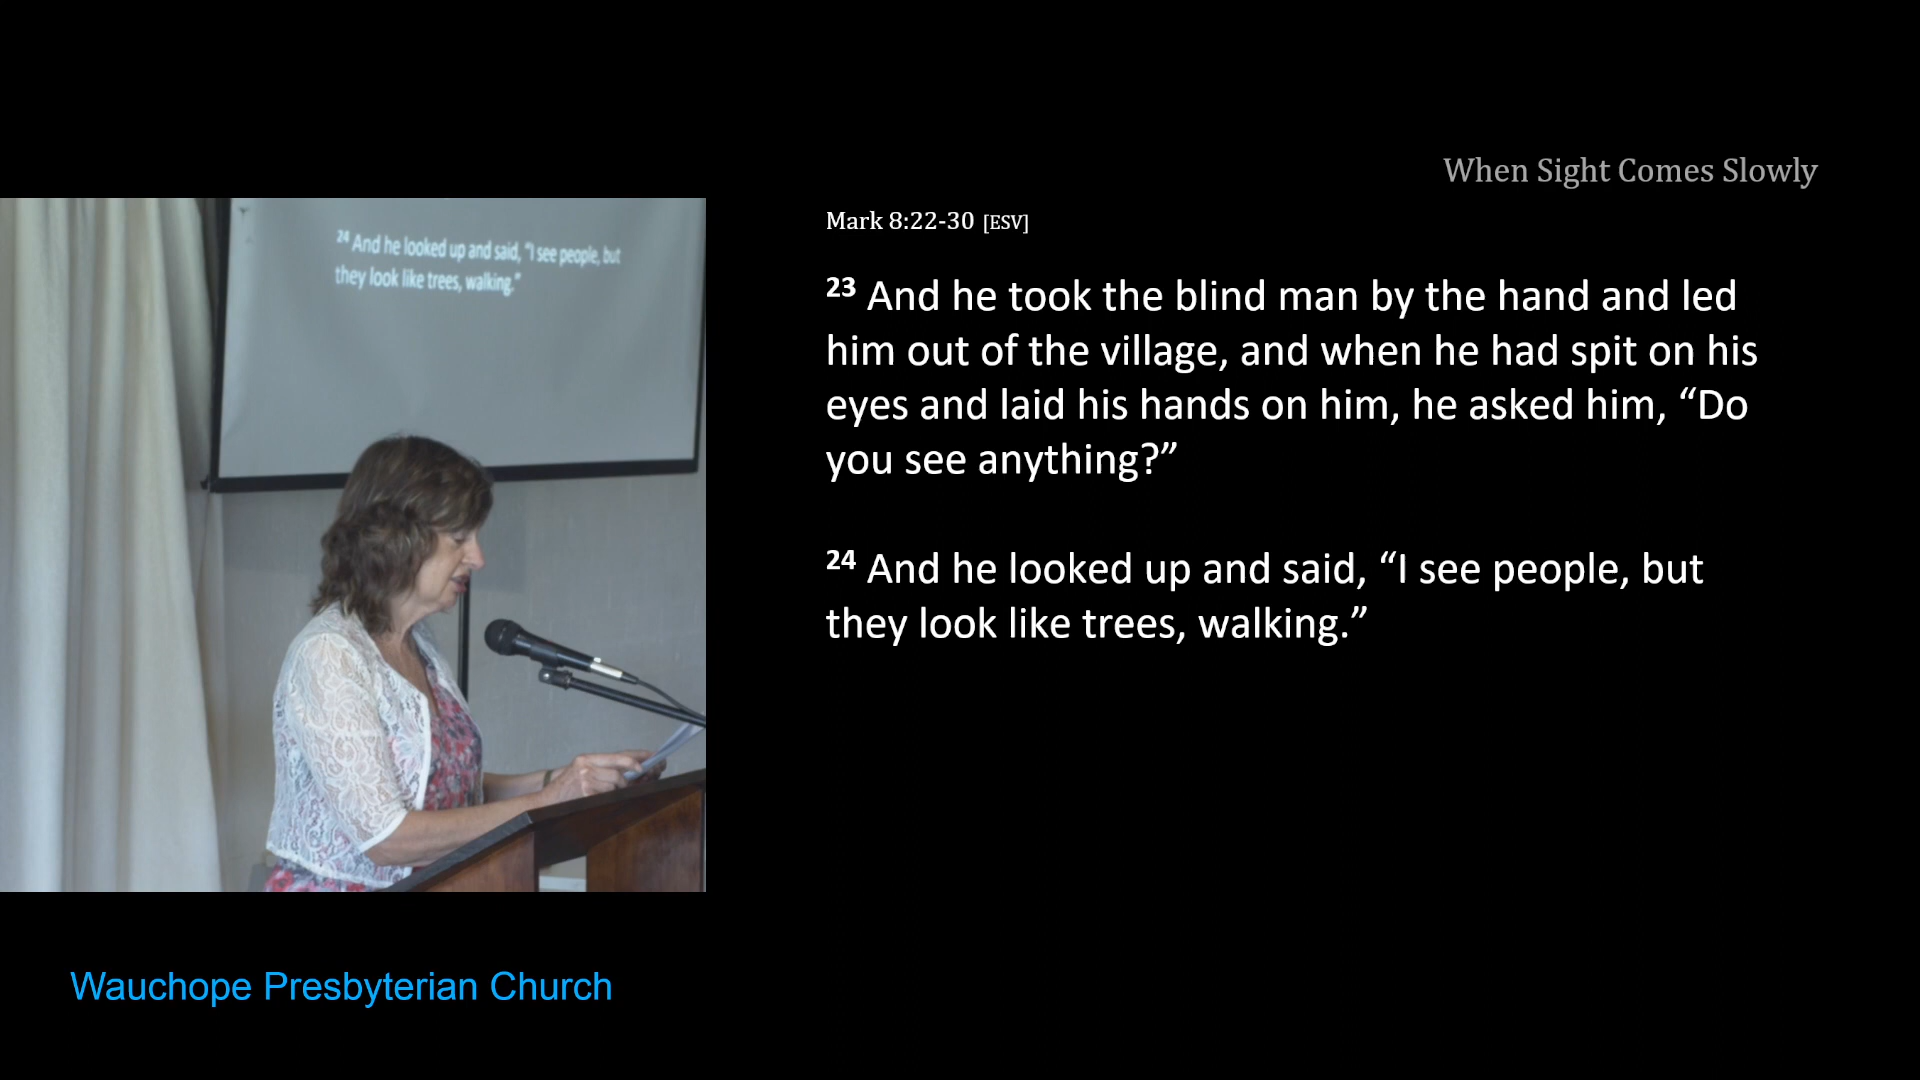 When Sight Comes Slowly
24 And he looked up and said, “I see people, but
they look like trees, walking.”
Mark 8:22-30 [ESV]
23 And he took the blind man by the hand and led
him out of the village, and when he had spit on his
eyes and laid his hands on him, he asked him, “Do
you see anything?”
24 And he looked up and said, “I see people, but
they look like trees, walking.”
Wauchope Presbyterian Church